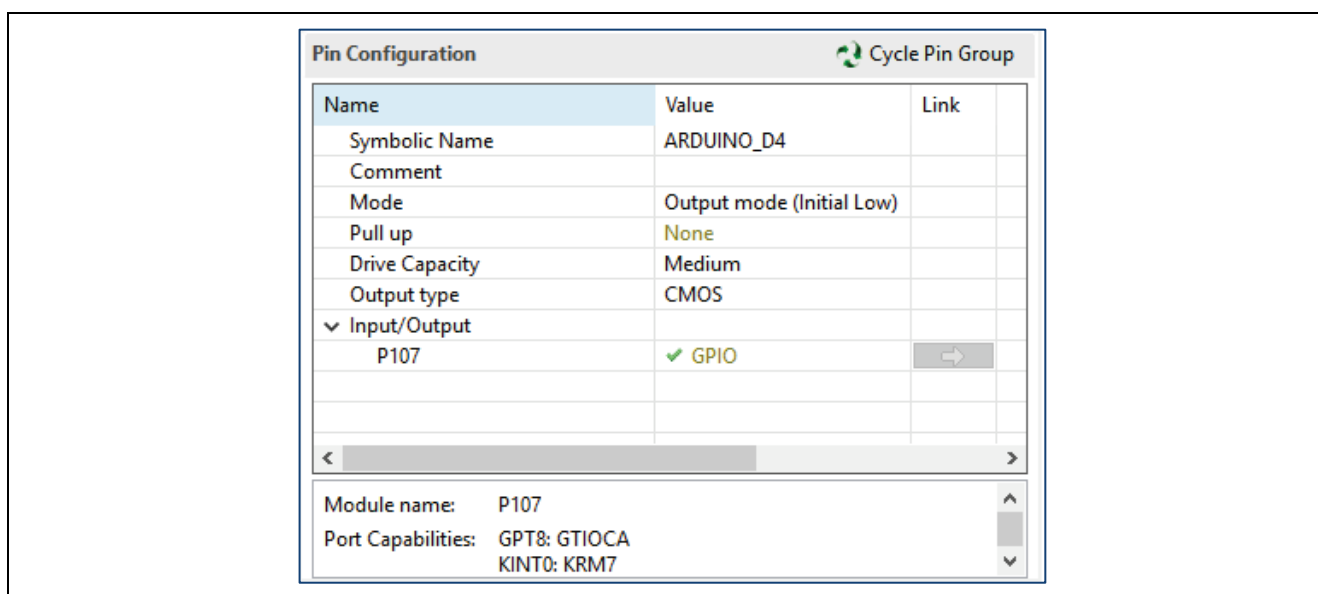 Pin Configuration Cycle Pin Group
Name Value Link
Symbolic Name ARDUINO_D4
Comment
Mode Output mode (Initial Low)
Pull up None
Drive Capacity Medium
Output type CMOS
Input/Output
P107 GPIO
Module name: P107
Port Capabilities: GPT8: GTIOCA
KINT0: KRM7